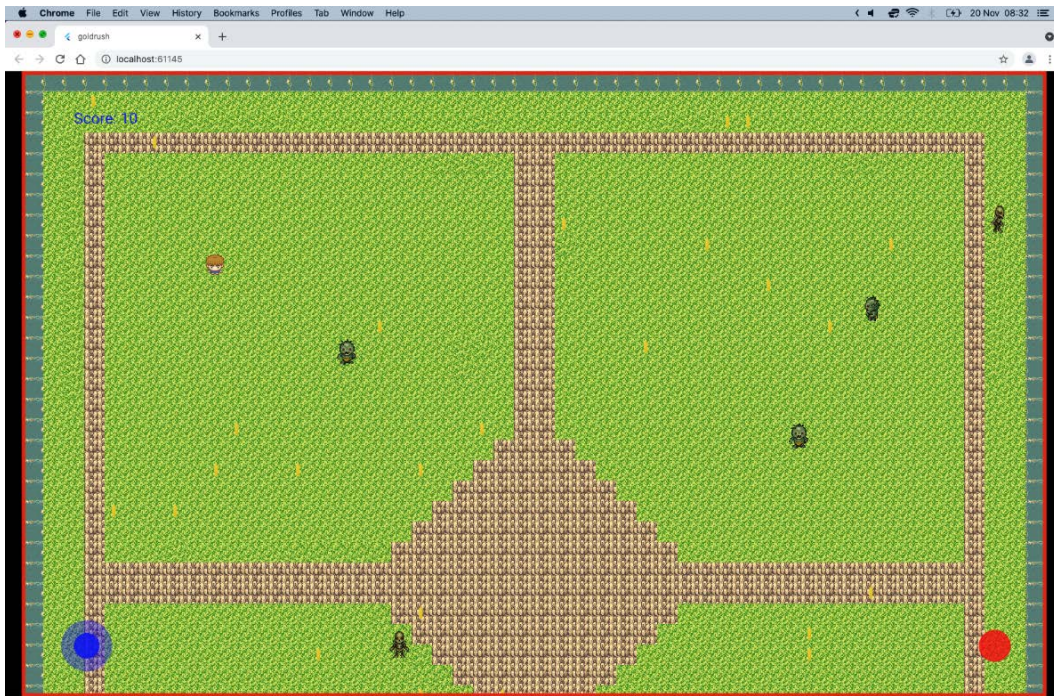 Chrome File Edit View History Bookmarks Profiles Tab Window Help 20 Nov 08:32
goldrush
localhost:61145
Score: 10